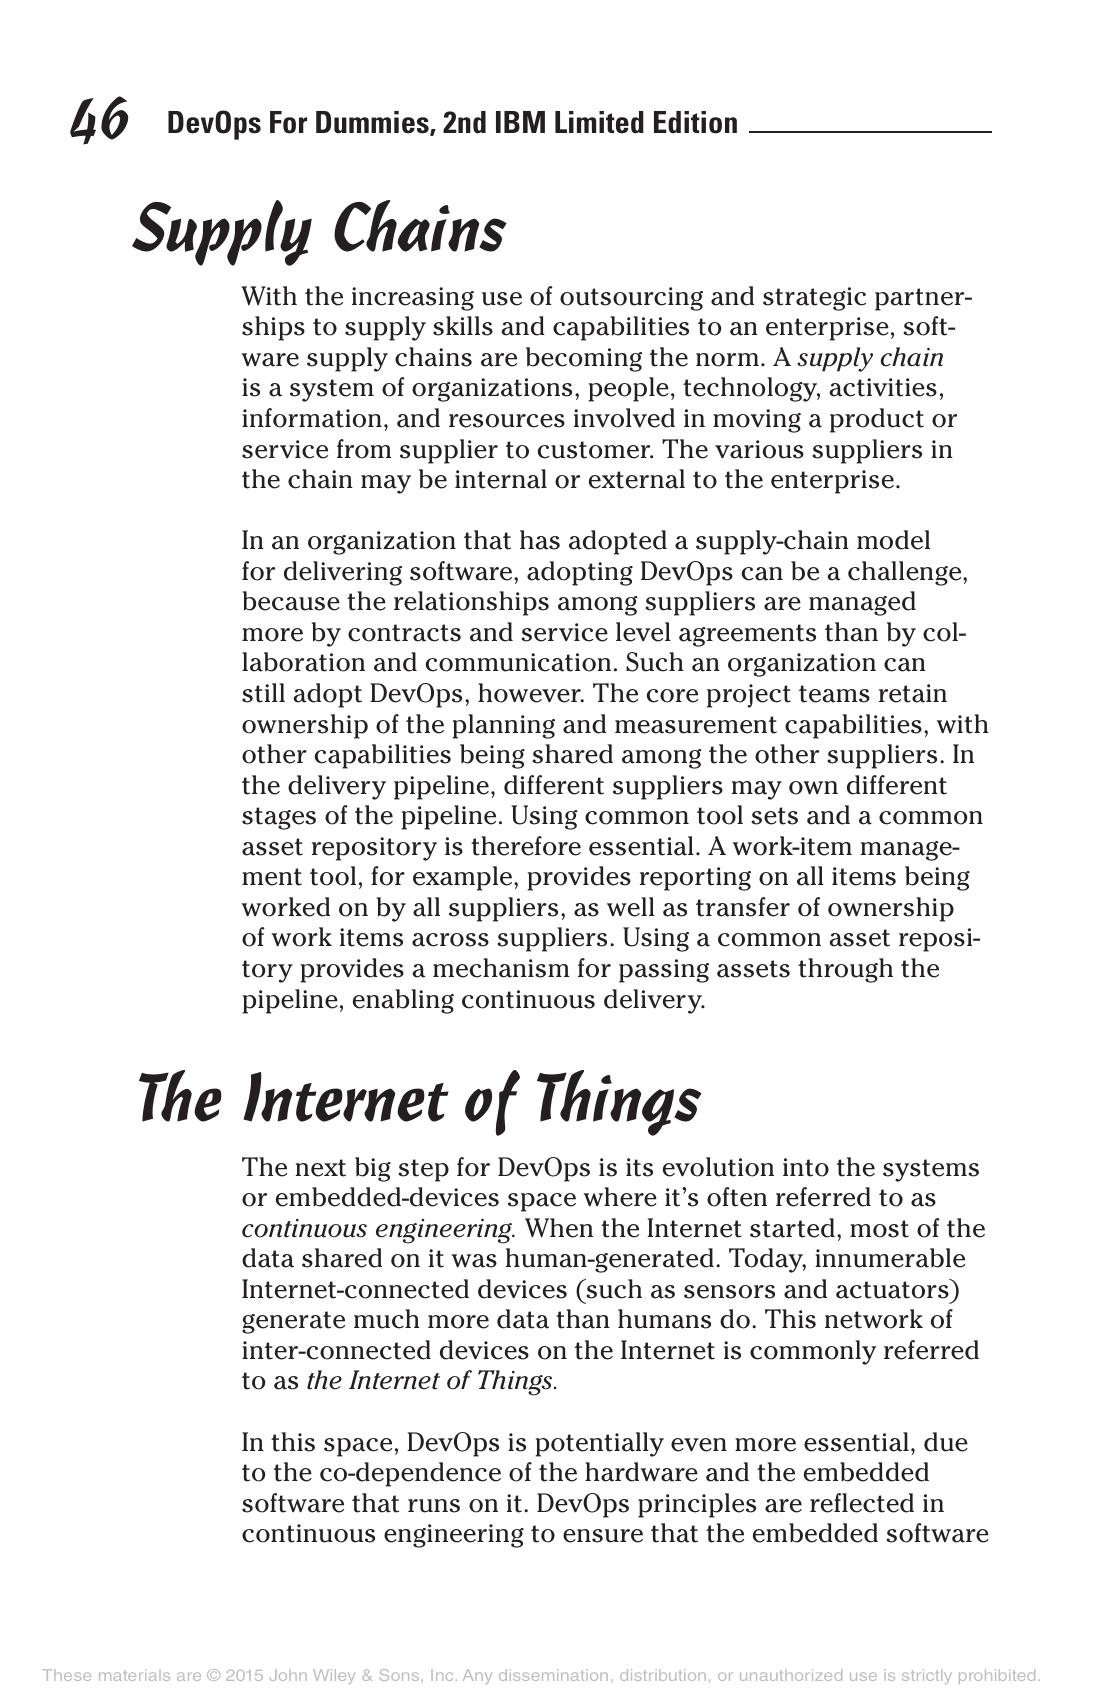 46 DevOps For Dummies, 2nd IBM Limited Edition
Supply Chains
With the increasing use of outsourcing and strategic partner-
ships to supply skills and capabilities to an enterprise, soft-
ware supply chains are becoming the norm. A supply chain
is a system of organizations, people, technology, activities,
information, and resources involved in moving a product or
service from supplier to customer. The various suppliers in
the chain may be internal or external to the enterprise.
In an organization that has adopted a supply-chain model
for delivering software, adopting DevOps can be a challenge,
because the relationships among suppliers are managed
more by contracts and service level agreements than by col-
laboration and communication. Such an organization can
still adopt DevOps, however. The core project teams retain
ownership of the planning and measurement capabilities, with
other capabilities being shared among the other suppliers. In
the delivery pipeline, different suppliers may own different
stages of the pipeline. Using common tool sets and a common
asset repository is therefore essential. A work-item manage-
ment tool, for example, provides reporting on all items being
worked on by all suppliers, as well as transfer of ownership
of work items across suppliers. Using a common asset reposi-
tory provides a mechanism for passing assets through the
pipeline, enabling continuous delivery.
The Internet of Things
The next big step for DevOps is its evolution into the systems
or embedded-devices space where it’s often referred to as
continuous engineering. When the Internet started, most of the
data shared on it was human-generated. Today, innumerable
Internet-connected devices (such as sensors and actuators)
generate much more data than humans do. This network of
inter-connected devices on the Internet is commonly referred
to as the Internet of Things.
In this space, DevOps is potentially even more essential, due
to the co-dependence of the hardware and the embedded
software that runs on it. DevOps principles are reflected in
continuous engineering to ensure that the embedded software
These materials are © 2015 John Wiley & Sons, Inc. Any dissemination, distribution, or unauthorized use is strictly prohibited.